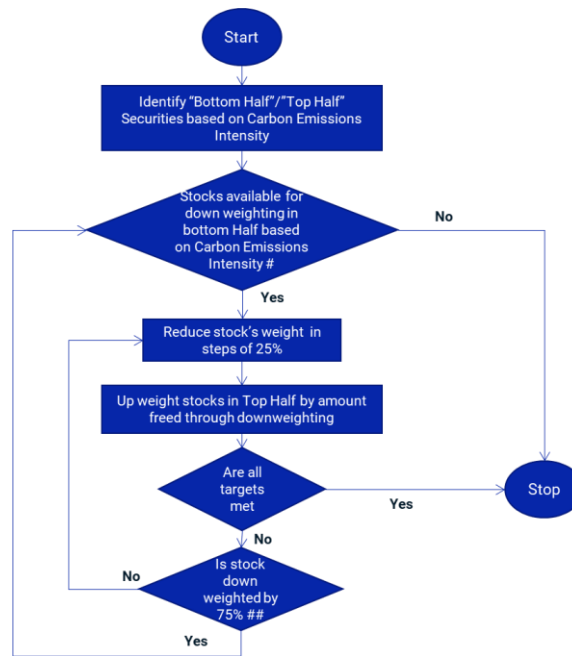 Start
Identify “Bottom Half”/”Top Half”
Securities based on Carbon Emissions
Intensity
Stocks available for
down weighting in
bottom Half based
on Carbon Emissions
Intensity #
No
Yes
Reduce stock’s weight in
steps of 25%
Up weight stocks in Top Half by amount
freed through downweighting
Are all
targets
met
Yes
Stop
No
Is stock
down
weighted by
75% ##
No
Yes